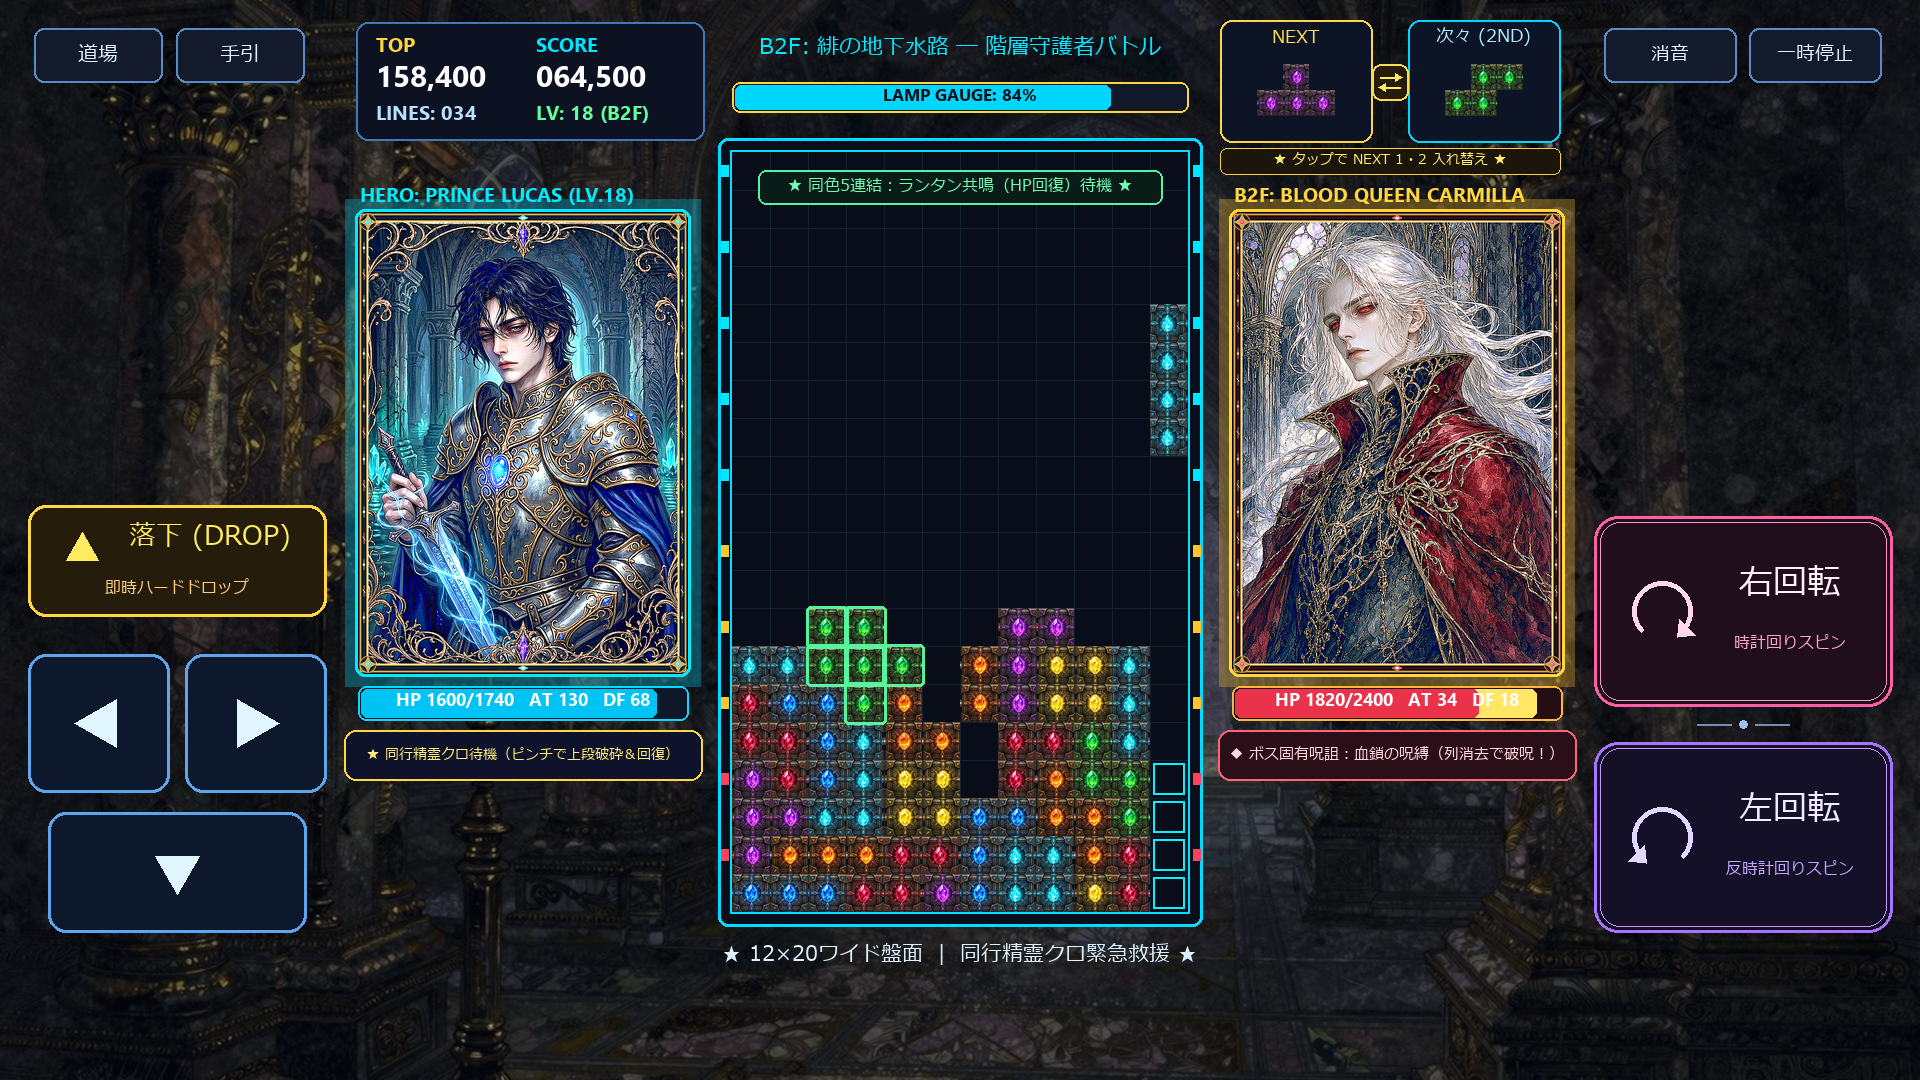 道場
手引
TOP
158,400
LINES: 034
SCORE
064,500
LV: 18 (B2F)
B2F: 緋の地下水路 — 階層守護者バトル
LAMP GAUGE: 84%
NEXT
次々 (2ND)
★ タップで NEXT 1・2 入れ替え ★
消音
一時停止
HERO: PRINCE LUCAS (LV.18)
★ 同色5連結：ランタン共鳴（HP回復）待機 ★
B2F: BLOOD QUEEN CARMILLA
落下 (DROP)
即時ハードドロップ
右回転
時計回りスピン
HP 1600/1740 AT 130 DF 68
HP 1820/2400 AT 34 DF 18
★ 同行精霊クロ待機（ピンチで上段破砕＆回復）
◆ ボス固有呪詛：血鎖の呪縛（列消去で破呪！）
左回転
反時計回りスピン
★ 12×20ワイド盤面 | 同行精霊クロ緊急救援 ★